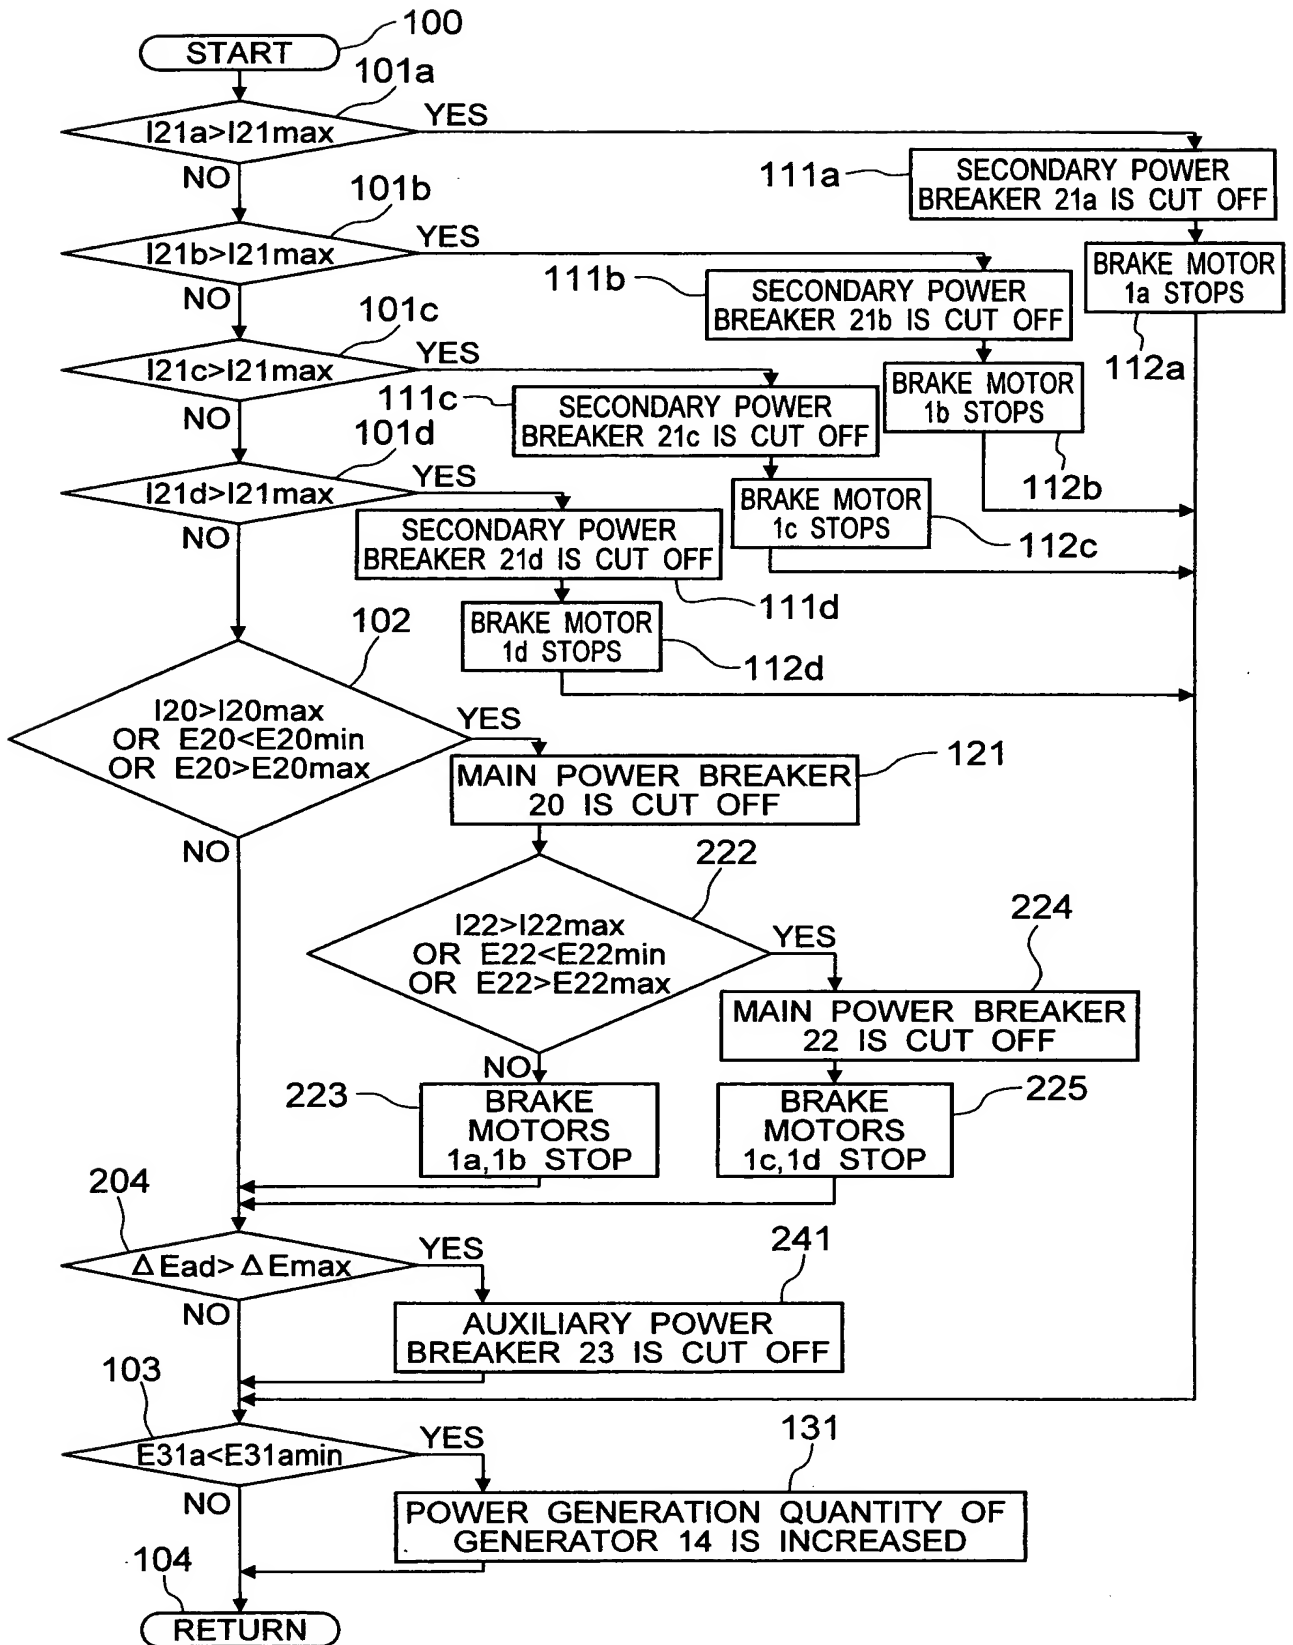 START
100
101a
I21a>I21max
YES
NO
111a
SECONDARY POWER
BREAKER 21a IS CUT OFF
101b
I21b>I21max
YES
NO
BRAKE MOTOR
1a STOPS
112a
111b
SECONDARY POWER
BREAKER 21b IS CUT OFF
101c
I21c>I21max
YES
NO
BRAKE MOTOR
1b STOPS
112b
111c
SECONDARY POWER
BREAKER 21c IS CUT OFF
101d
I21d>I21max
YES
NO
BRAKE MOTOR
1c STOPS
112c
SECONDARY POWER
BREAKER 21d IS CUT OFF
111d
BRAKE MOTOR
1d STOPS
112d
102
I20>I20max
OR E20<E20min
OR E20>E20max
YES
NO
MAIN POWER BREAKER
20 IS CUT OFF
121
222
I22>I22max
OR E22<E22min
OR E22>E22max
YES
NO
224
MAIN POWER BREAKER
22 IS CUT OFF
223
BRAKE
MOTORS
1a,1b STOP
BRAKE
MOTORS
1c,1d STOP
225
204
ΔEad>ΔEmax
YES
NO
241
AUXILIARY POWER
BREAKER 23 IS CUT OFF
103
E31a<E31amin
YES
NO
131
POWER GENERATION QUANTITY OF
GENERATOR 14 IS INCREASED
104
RETURN